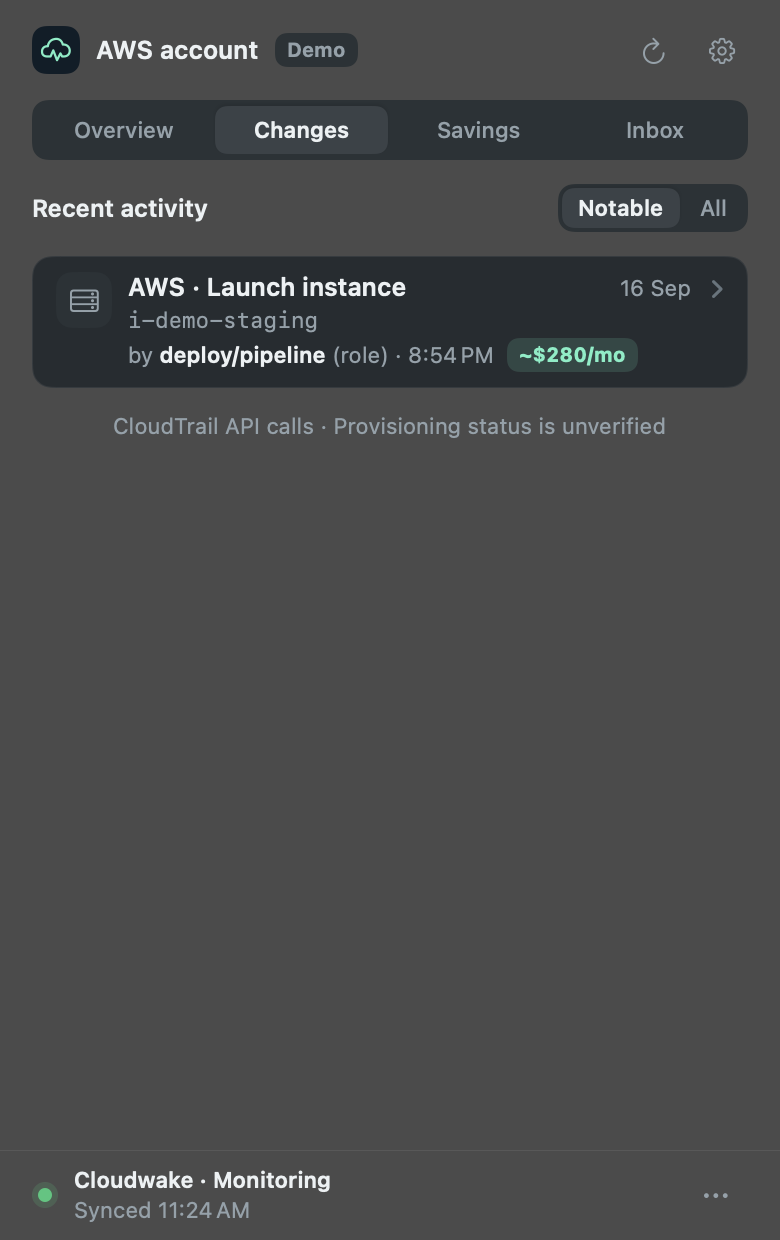 AWS account Demo
Overview Changes Savings Inbox
Recent activity Notable All
AWS · Launch instance 16 Sep
i-demo-staging
by deploy/pipeline (role) · 8:54 PM ~$280/mo
CloudTrail API calls · Provisioning status is unverified
Cloudwake · Monitoring
Synced 11:24 AM